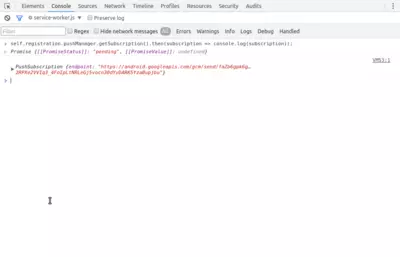 Elements Console Sources Network Timeline Profiles Resources Security Audits
service-worker.js Preserve log
Filter Regex Hide network messages All Errors Warnings Info Logs Debug Handled
> self.registration.pushManager.getSubscription().then(subscription => console.log(subscription));
< Promise {[[PromiseStatus]]: "pending", [[PromiseValue]]: undefined}
VM53:1
PushSubscription {endpoint: "https://android.googleapis.com/gcm/send/
>